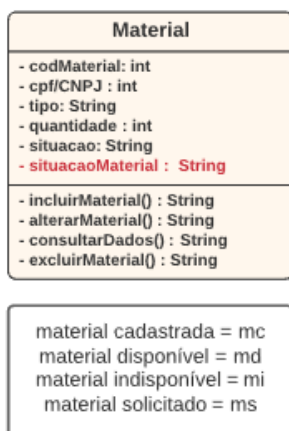 Material
- codMaterial: int
- cpf/CNPJ : int
- tipo: String
- quantidade : int
- situacao: String
- situacaoMaterial : String
- incluirMaterial() : String
- alterarMaterial() : String
- consultarDados() : String
- excluirMaterial() : String
material cadastrada = mc
material disponível = md
material indisponível = mi
material solicitado = ms